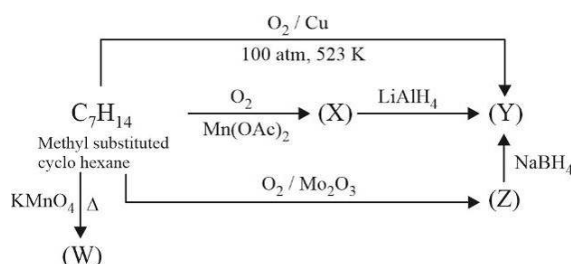 O₂ / Cu
100 atm, 523 K
C₇H₁₄
O₂
Mn(OAc)₂
(X)
LiAlH₄
(Y)
Methyl substituted
cyclo hexane
KMnO₄
Δ
O₂ / Mo₂O₃
NaBH₄
(Z)
(W)